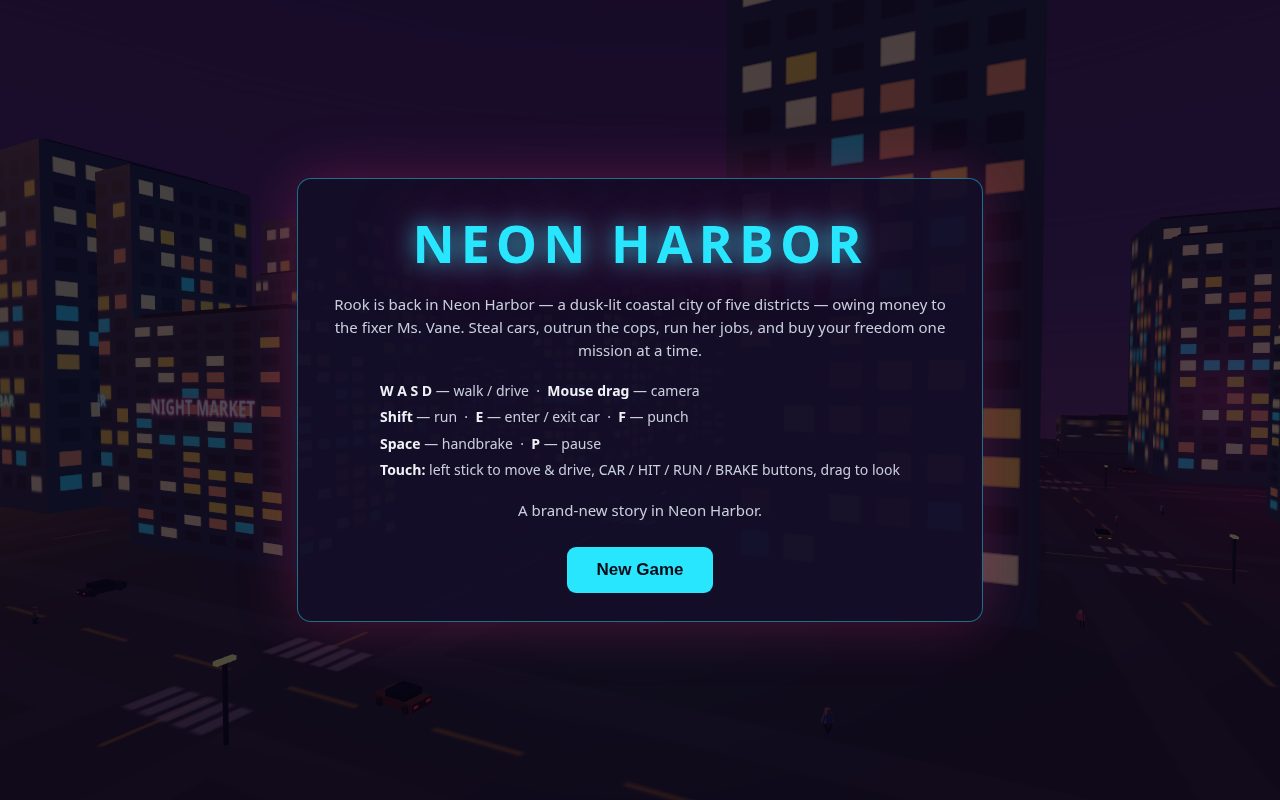 NEON HARBOR
Rook is back in Neon Harbor — a dusk-lit coastal city of five districts — owing money to
the fixer Ms. Vane. Steal cars, outrun the cops, run her jobs, and buy your freedom one
mission at a time.
W A S D — walk / drive · Mouse drag — camera
Shift — run · E — enter / exit car · F — punch
NIGHT MARKET
Space — handbrake · P — pause
Touch: left stick to move & drive, CAR / HIT / RUN / BRAKE buttons, drag to look
A brand-new story in Neon Harbor.
New Game